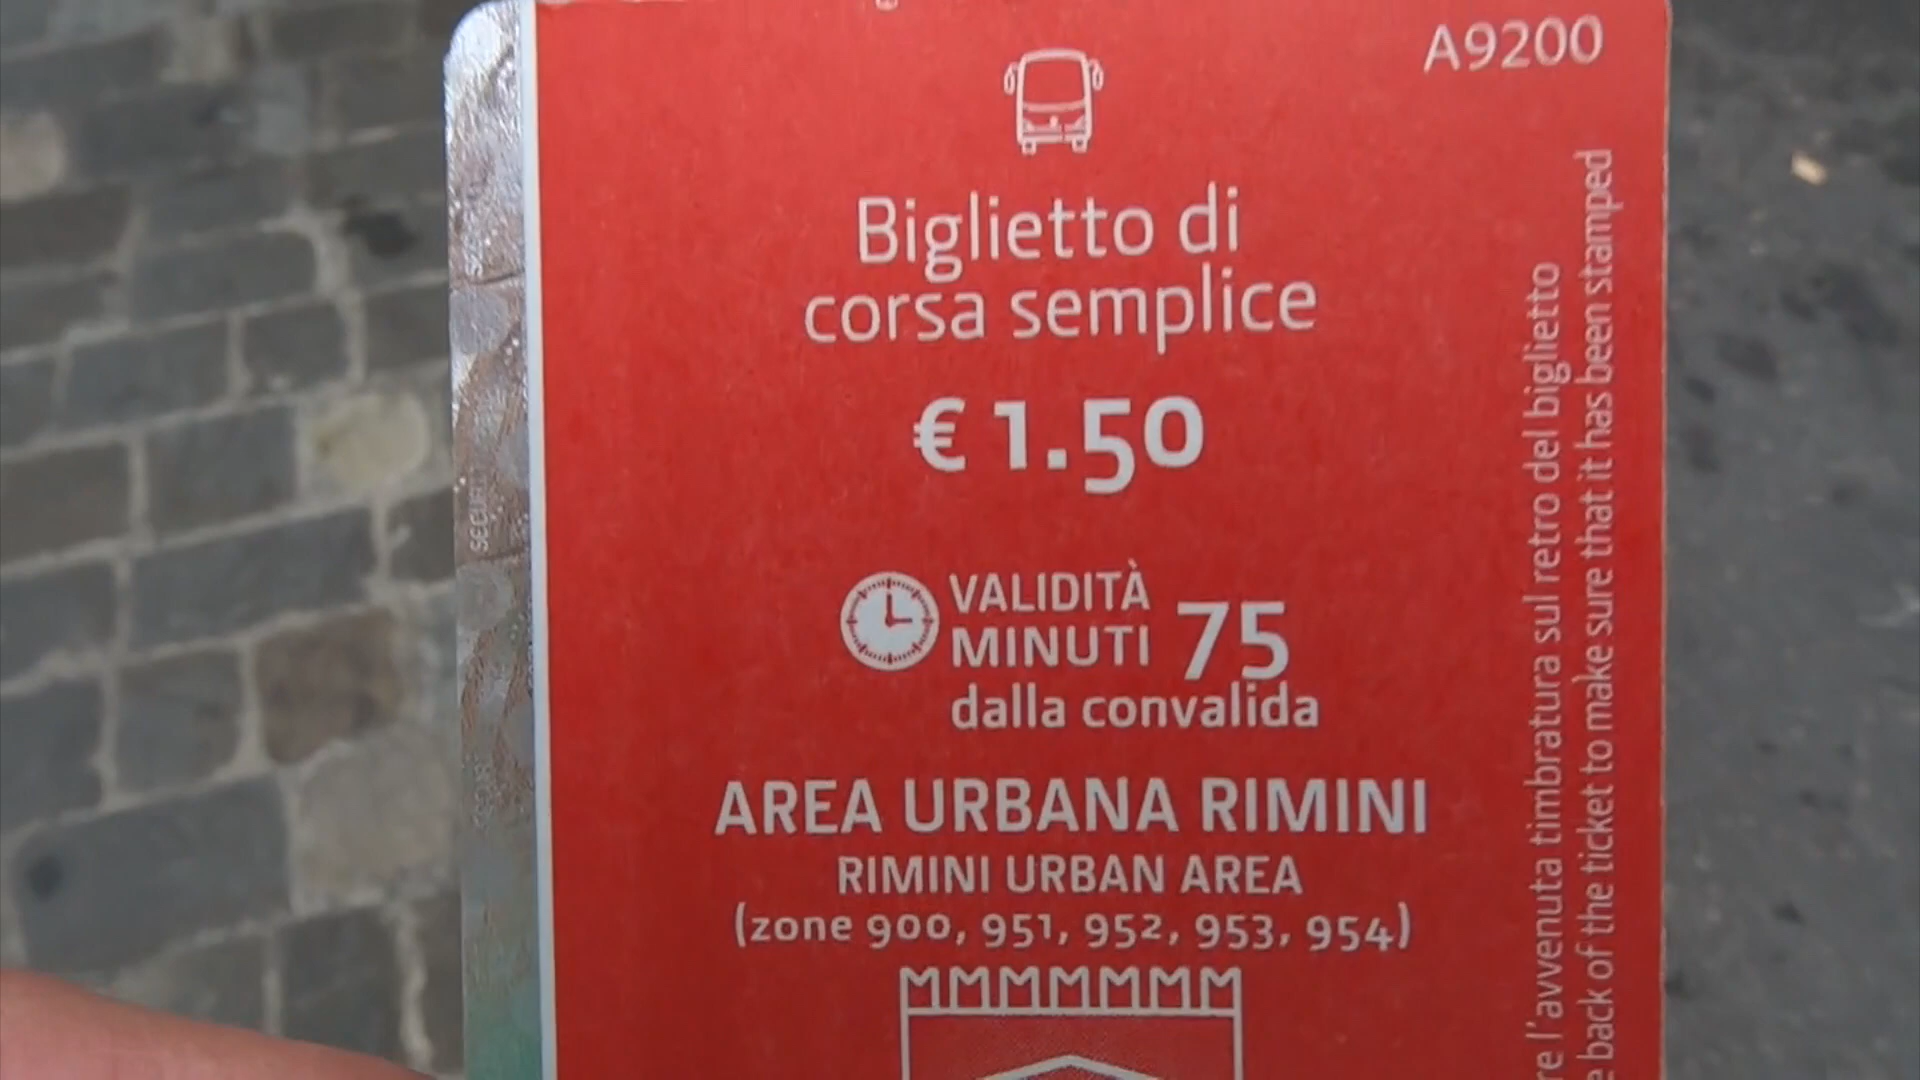 A9200
Biglietto di
corsa semplice
€ 1.50
VALIDITÀ
MINUTI 75
dalla convalida
AREA URBANA RIMINI
RIMINI URBAN AREA
(zone 900, 951, 952, 953, 954)
l'avvenuta timbratura sul retro del biglietto
back of the ticket to make sure that it has been stamped